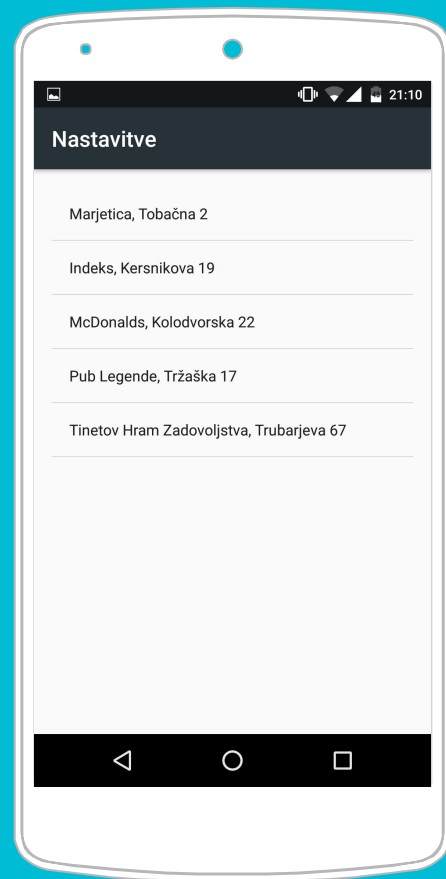 21:10
Nastavitve
Marjetica, Tobačna 2
Indeks, Kersnikova 19
McDonalds, Kolodvorska 22
Pub Legende, Tržaška 17
Tinetov Hram Zadovoljstva, Trubarjeva 67